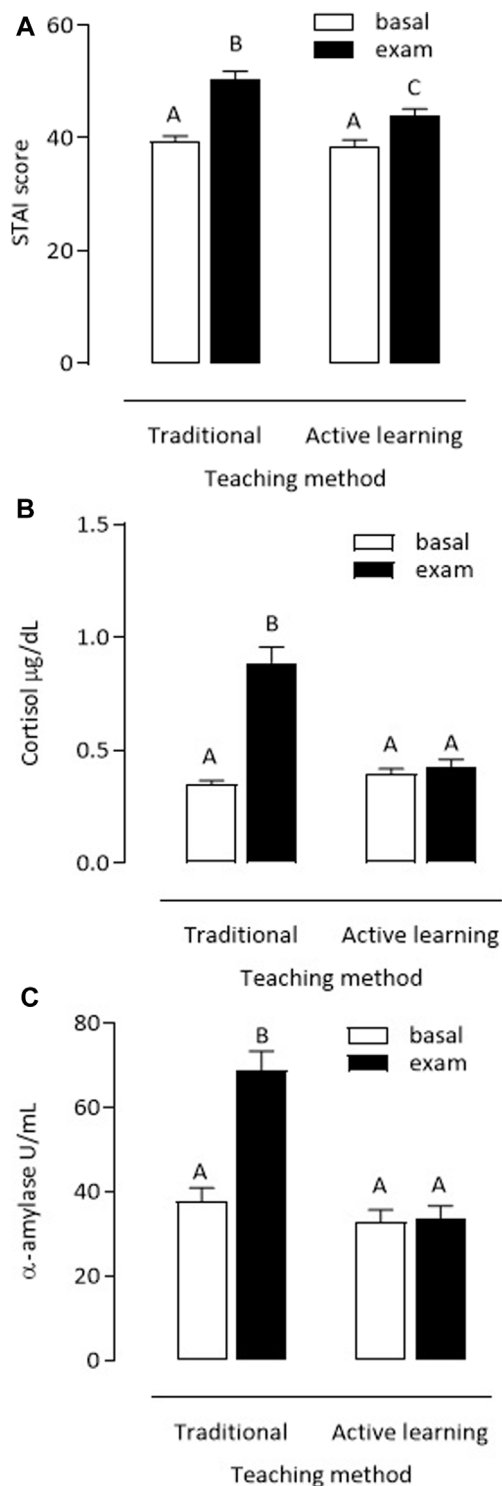 A
60
40
20
0
STAI score
basal
exam
A
B
A
C
Traditional
Active learning
Teaching method
B
1.5
1.0
0.5
0.0
Cortisol μg/dL
basal
exam
A
B
A
A
Traditional
Active learning
Teaching method
C
80
60
40
20
0
α-amylase U/mL
basal
exam
A
B
A
A
Traditional
Active learning
Teaching method